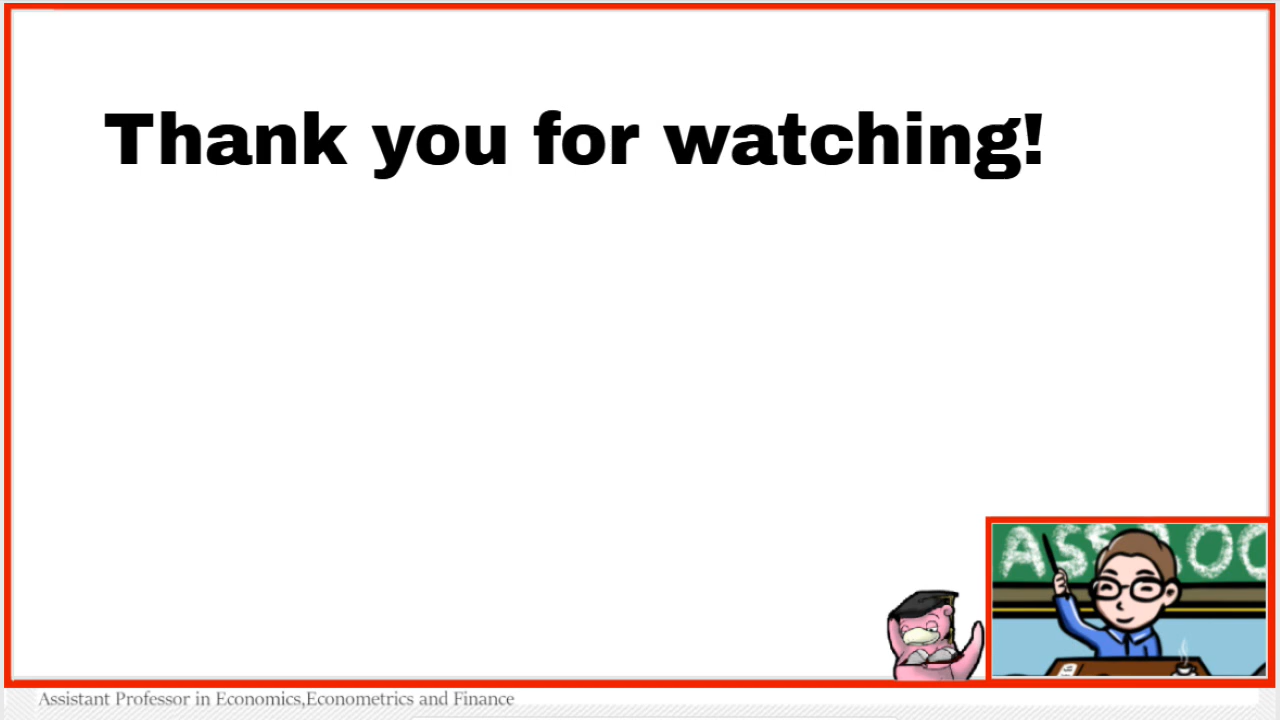 Thank you for watching!
Assistant Professor in Economics,Econometrics and Finance